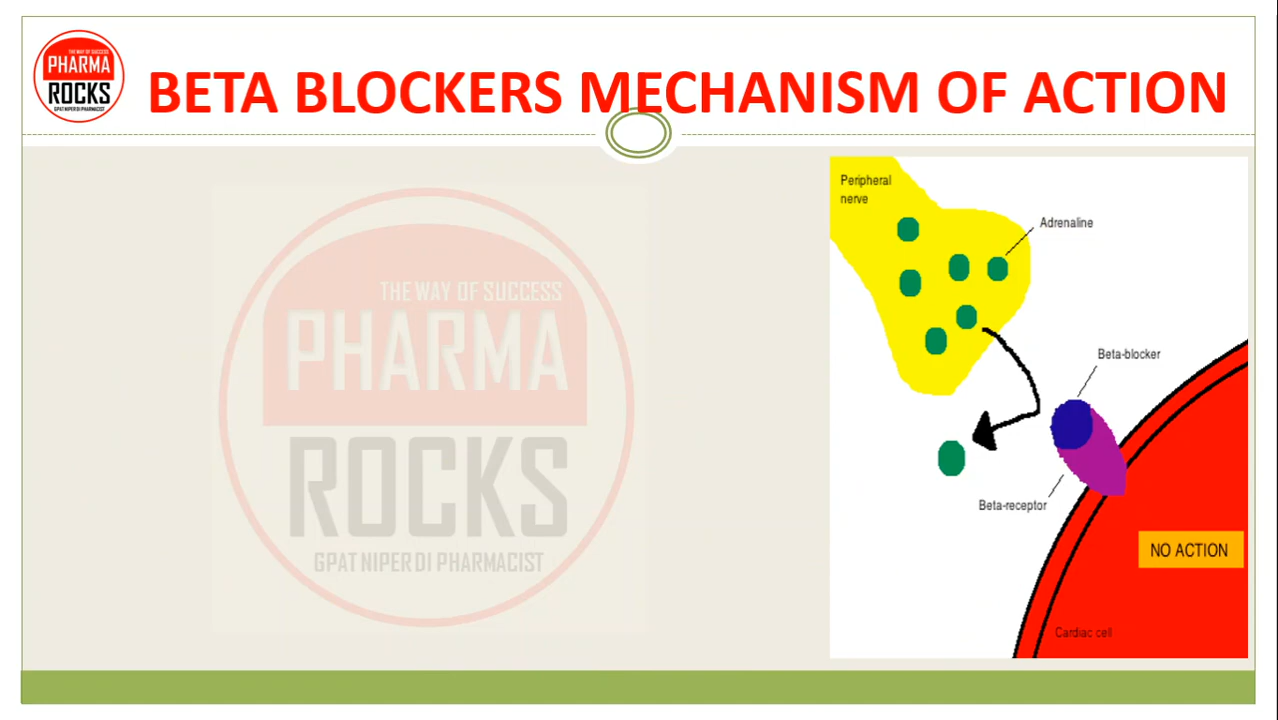 THE WAY OF SUCCESS
PHARMA
ROCKS
GPAT NIPER DI PHARMACIST
BETA BLOCKERS MECHANISM OF ACTION
THE WAY OF SUCCESS
PHARMA
ROCKS
GPAT NIPER DI PHARMACIST
Peripheral
nerve
Adrenaline
Beta-blocker
Beta-receptor
NO ACTION
Cardiac cell